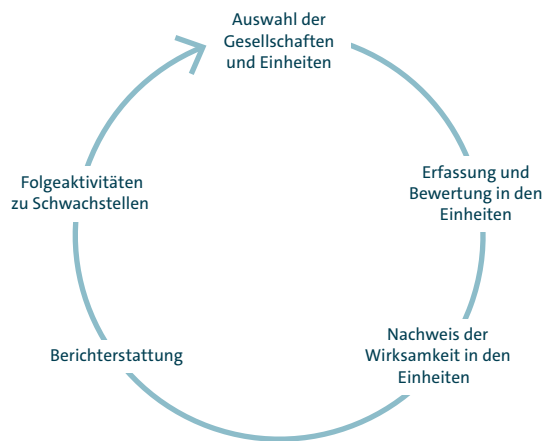 Auswahl der
Gesellschaften
und Einheiten
Erfassung und
Bewertung in den
Einheiten
Nachweis der
Wirksamkeit in den
Einheiten
Berichterstattung
Folgeaktivitäten
zu Schwachstellen